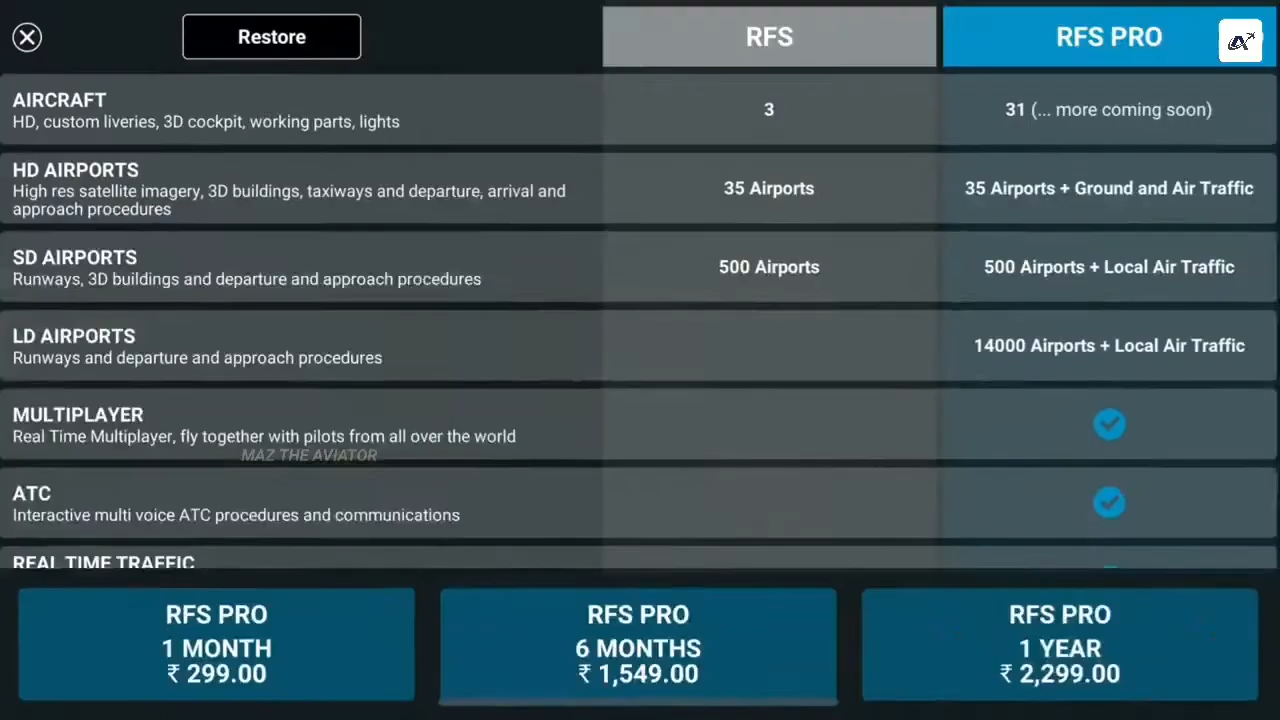 Restore
RFS
RFS PRO
AIRCRAFT
HD, custom liveries, 3D cockpit, working parts, lights
3
31 (... more coming soon)
HD AIRPORTS
High res satellite imagery, 3D buildings, taxiways and departure, arrival and
approach procedures
35 Airports
35 Airports + Ground and Air Traffic
SD AIRPORTS
Runways, 3D buildings and departure and approach procedures
500 Airports
500 Airports + Local Air Traffic
LD AIRPORTS
Runways and departure and approach procedures
14000 Airports + Local Air Traffic
MULTIPLAYER
Real Time Multiplayer, fly together with pilots from all over the world
MAZ THE AVIATOR
ATC
Interactive multi voice ATC procedures and communications
REAL TIME TRAFFIC
RFS PRO
1 MONTH
₹ 299.00
RFS PRO
6 MONTHS
₹ 1,549.00
RFS PRO
1 YEAR
₹ 2,299.00